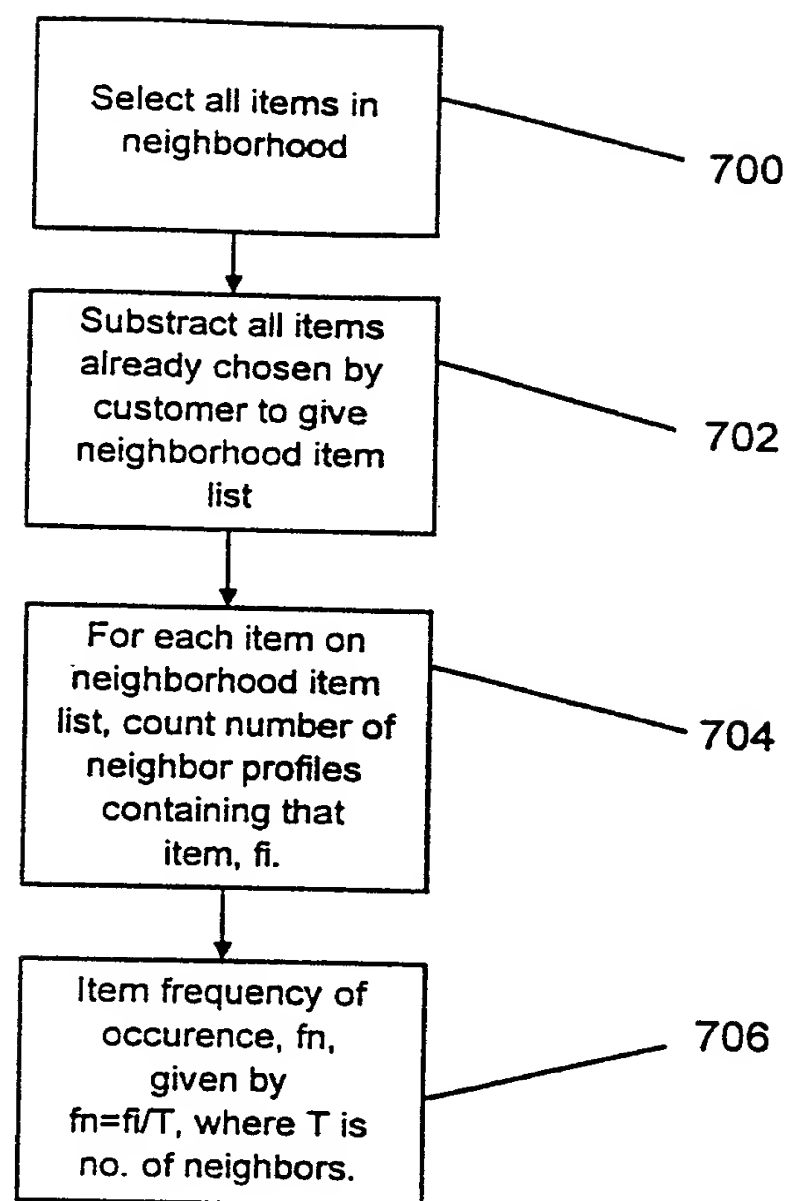 Select all items in
neighborhood
700
Substract all items
already chosen by
customer to give
neighborhood item
list
702
For each item on
neighborhood item
list, count number of
neighbor profiles
containing that
item, fi.
704
Item frequency of
occurence, fn,
given by
fn=fi/T, where T is
no. of neighbors.
706